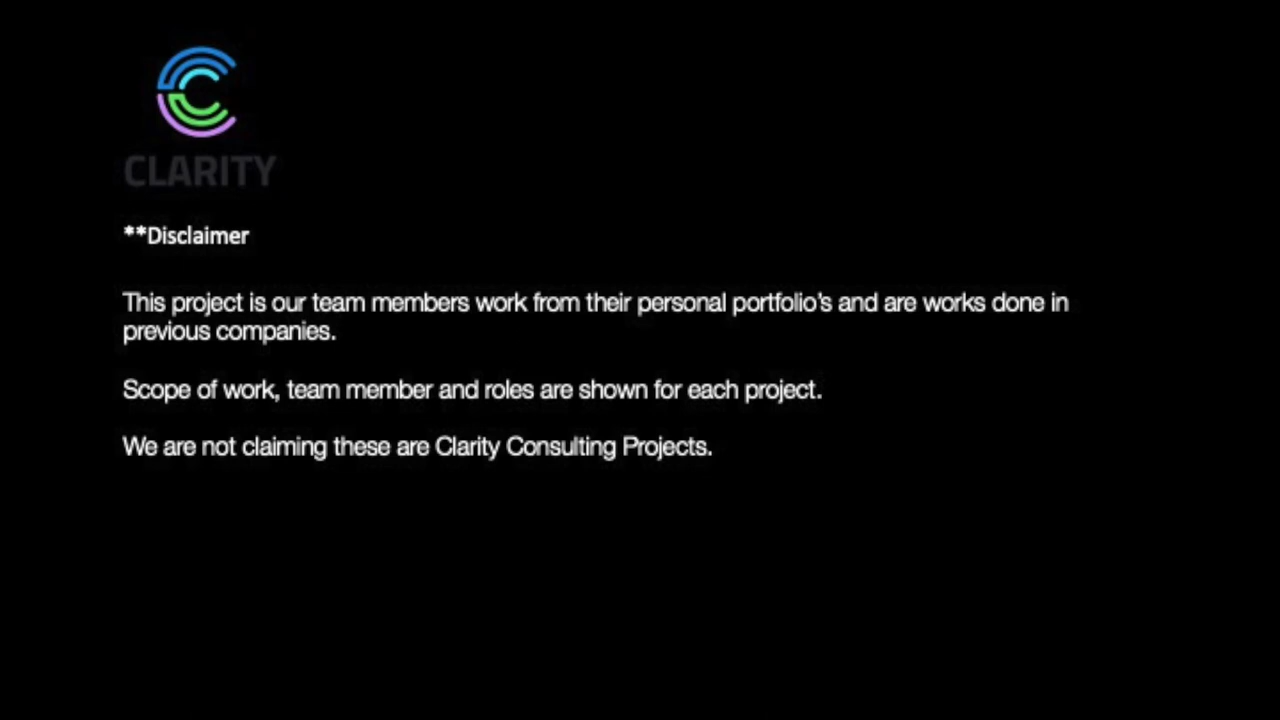 CLARITY
**Disclaimer
This project is our team members work from their personal portfolio's and are works done in
previous companies.
Scope of work, team member and roles are shown for each project.
We are not claiming these are Clarity Consulting Projects.